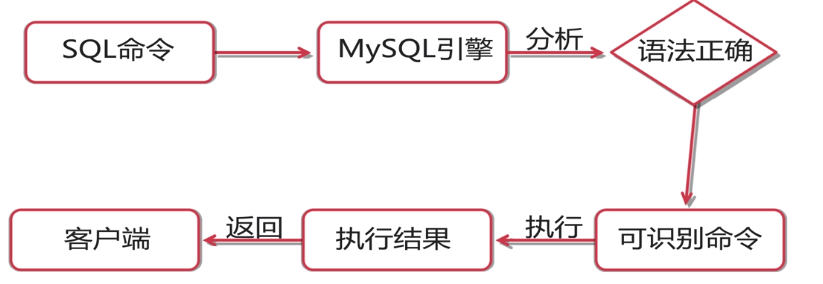 SQL命令
MySQL引擎
分析
语法正确
可识别命令
执行
执行结果
返回
客户端